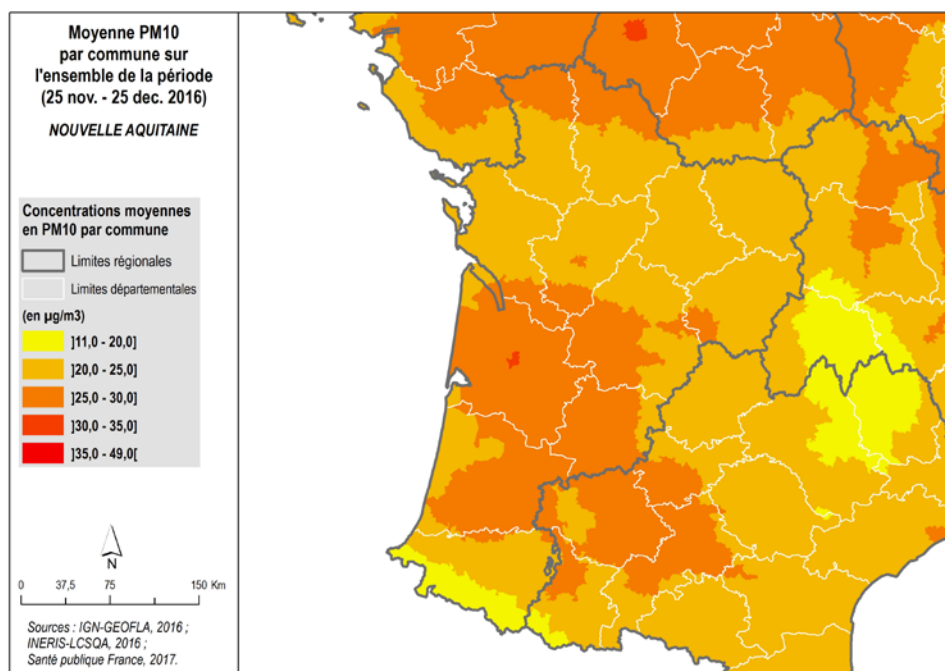 Moyenne PM10
par commune sur
l'ensemble de la période
(25 nov. - 25 dec. 2016)
NOUVELLE AQUITAINE
Concentrations moyennes
en PM10 par commune
Limites régionales
Limites départementales
(en µg/m3)
]11,0 - 20,0]
]20,0 - 25,0]
]25,0 - 30,0]
]30,0 - 35,0]
]35,0 - 49,0[
N
0 37,5 75 150 Km
Sources : IGN-GEOFLA, 2016 ;
INERIS-LCSQA, 2016 ;
Santé publique France, 2017.